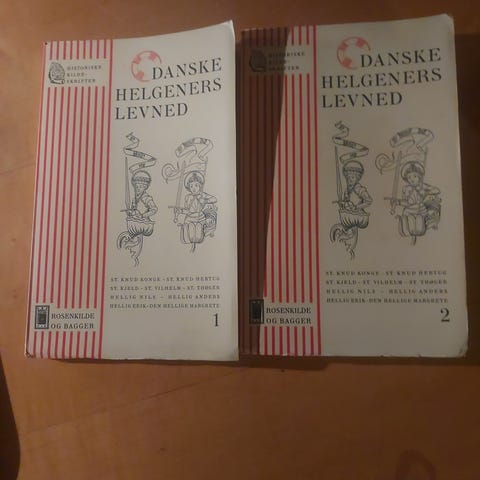 HISTORISKE
KILDE-
SKRIFTER
DANSKE
HELGENERS
LEVNED
ST. KNUD KONGE - ST. KNUD HERTUG
ST. KJELD - ST. VILHELM - ST. THØGER
HELLIG NILS - HELLIG ANDERS
HELLIG ERIK - DEN HELLIGE MARGRETE
ROSENKILDE
OG BAGGER
1
HISTORISKE
KILDE-
SKRIFTER
DANSKE
HELGENERS
LEVNED
ST. KNUD KONGE - ST. KNUD HERTUG
ST. KJELD - ST. VILHELM - ST. THØGER
HELLIG NILS - HELLIG ANDERS
HELLIG ERIK - DEN HELLIGE MARGRETE
ROSENKILDE
OG BAGGER
2